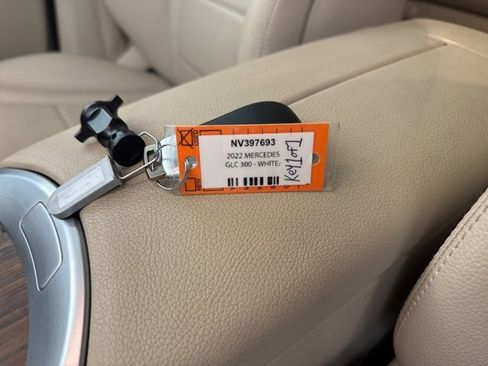 NV397693
2022 MERCEDES
GLC 300 - WHITE/
Key 1 of 1